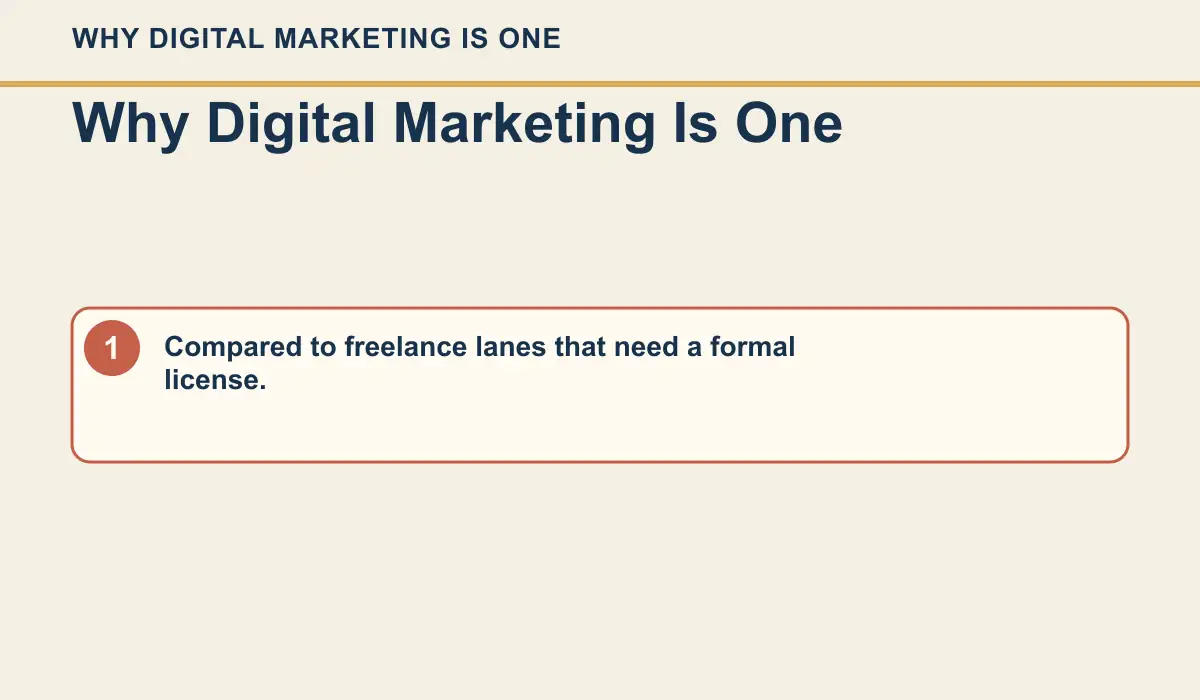 WHY DIGITAL MARKETING IS ONE
Why Digital Marketing Is One
1
Compared to freelance lanes that need a formal
license.